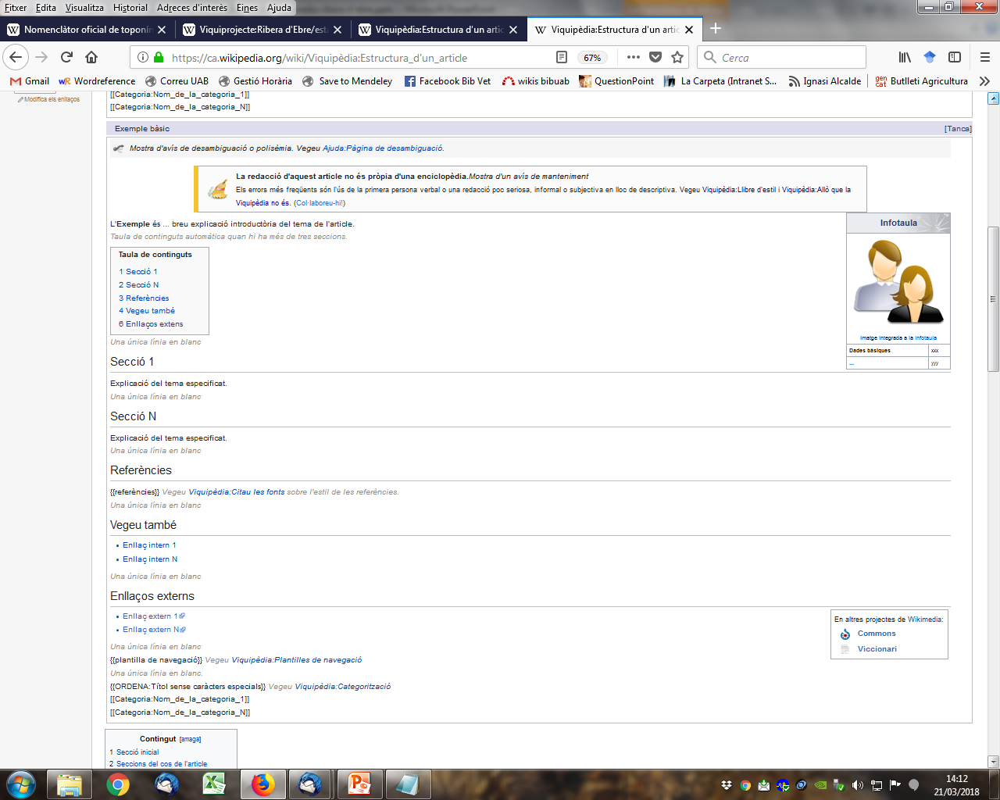 Fitxer Edita Visualitza Historial Adreces d'interès Eines Ajuda
Nomenclàtor oficial de toponin
Viquiprojecte:Ribera d'Ebre/est
Viquipèdia:Estructura d'un artic
Viquipèdia:Estructura d'un artic
https://ca.wikipedia.org/wiki/Viquipèdia:Estructura_d'un_article
67%
Cerca
Gmail Wordreference Correu UAB Gestió Horària Save to Mendeley Facebook Bib Vet wikis bibuab QuestionPoint La Carpeta (Intranet S... Ignasi Alcalde Butlletí Agricultura
Modifica els enllaços
[[Categoria:Nom_de_la_categoria_1]]
[[Categoria:Nom_de_la_categoria_N]]
Exemple bàsic [Tanca]
Mostra d'avís de desambiguació o polisèmia. Vegeu Ajuda:Pàgina de desambiguació.
La redacció d'aquest article no és pròpia d'una enciclopèdia.Mostra d'un avís de manteniment
Els errors més freqüents són l'ús de la primera persona verbal o una redacció poc seriosa, informal o subjectiva en lloc de descriptiva. Vegeu Viquipèdia:Llibre d'estil i Viquipèdia:Allò que la
Viquipèdia no és. (Col·laboreu-hi!)
L'Exemple és ... breu explicació introductòria del tema de l'article.
Taula de continguts automàtica quan hi ha més de tres seccions.
Infotaula
Imatge integrada a la infotaula
Dades bàsiques xxx
... yyy
Taula de continguts
1 Secció 1
2 Secció N
3 Referències
4 Vegeu també
6 Enllaços extens
Una única línia en blanc
Secció 1
Explicació del tema especificat.
Una única línia en blanc
Secció N
Explicació del tema especificat.
Una única línia en blanc
Referències
{{referències}} Vegeu Viquipèdia:Citau les fonts sobre l'estil de les referències.
Una única línia en blanc
Vegeu també
Enllaç intern 1
Enllaç intern N
Una única línia en blanc
Enllaços externs
Enllaç extern 1
Enllaç extern N
En altres projectes de Wikimedia:
Commons
Viccionari
Una única línia en blanc
{{plantilla de navegació}} Vegeu Viquipèdia:Plantilles de navegació
Una única línia en blanc.
{{ORDENA:Títol sense caràcters especials}} Vegeu Viquipèdia:Categorització
[[Categoria:Nom_de_la_categoria_1]]
[[Categoria:Nom_de_la_categoria_N]]
Contingut [amaga]
1 Secció inicial
2 Seccions del cos de l'article
14:12
21/03/2018